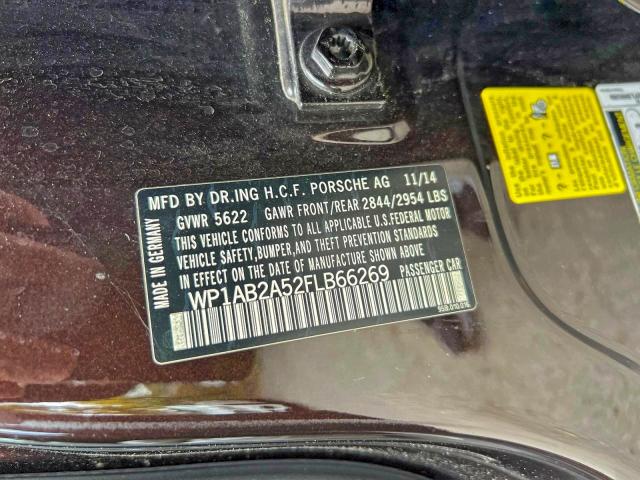 MFD BY DR.ING H.C.F. PORSCHE AG 11/14
GVWR 5622 GAWR FRONT/REAR 2844/2954 LBS
THIS VEHICLE CONFORMS TO ALL APPLICABLE U.S.FEDERAL MOTOR
VEHICLE SAFETY,BUMPER,AND THEFT PREVENTION STANDARDS
IN EFFECT ON THE DATE OF MANUFACTURE SHOWN ABOVE
WP1AB2A52FLB66269 PASSENGER CAR
MADE IN GERMANY